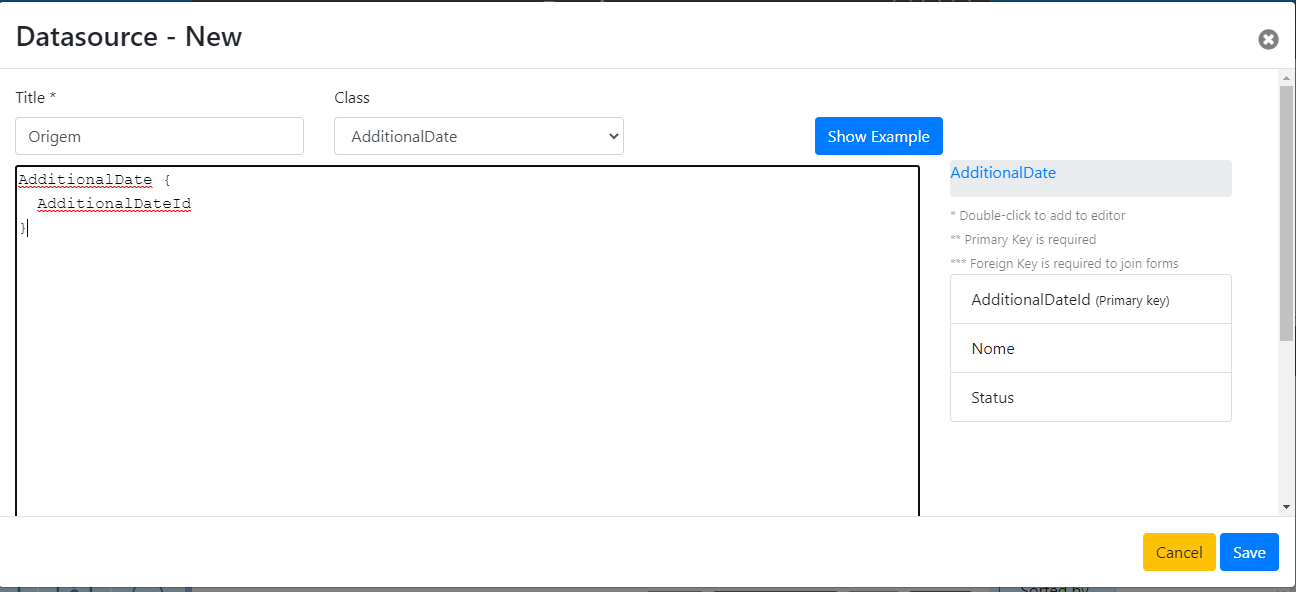 Datasource - New
Title *
Class
Origem
AdditionalDate
Show Example
AdditionalDate {
AdditionalDateId
}
AdditionalDate
* Double-click to add to editor
** Primary Key is required
*** Foreign Key is required to join forms
AdditionalDateId (Primary key)
Nome
Status
Cancel
Save
Sorted by